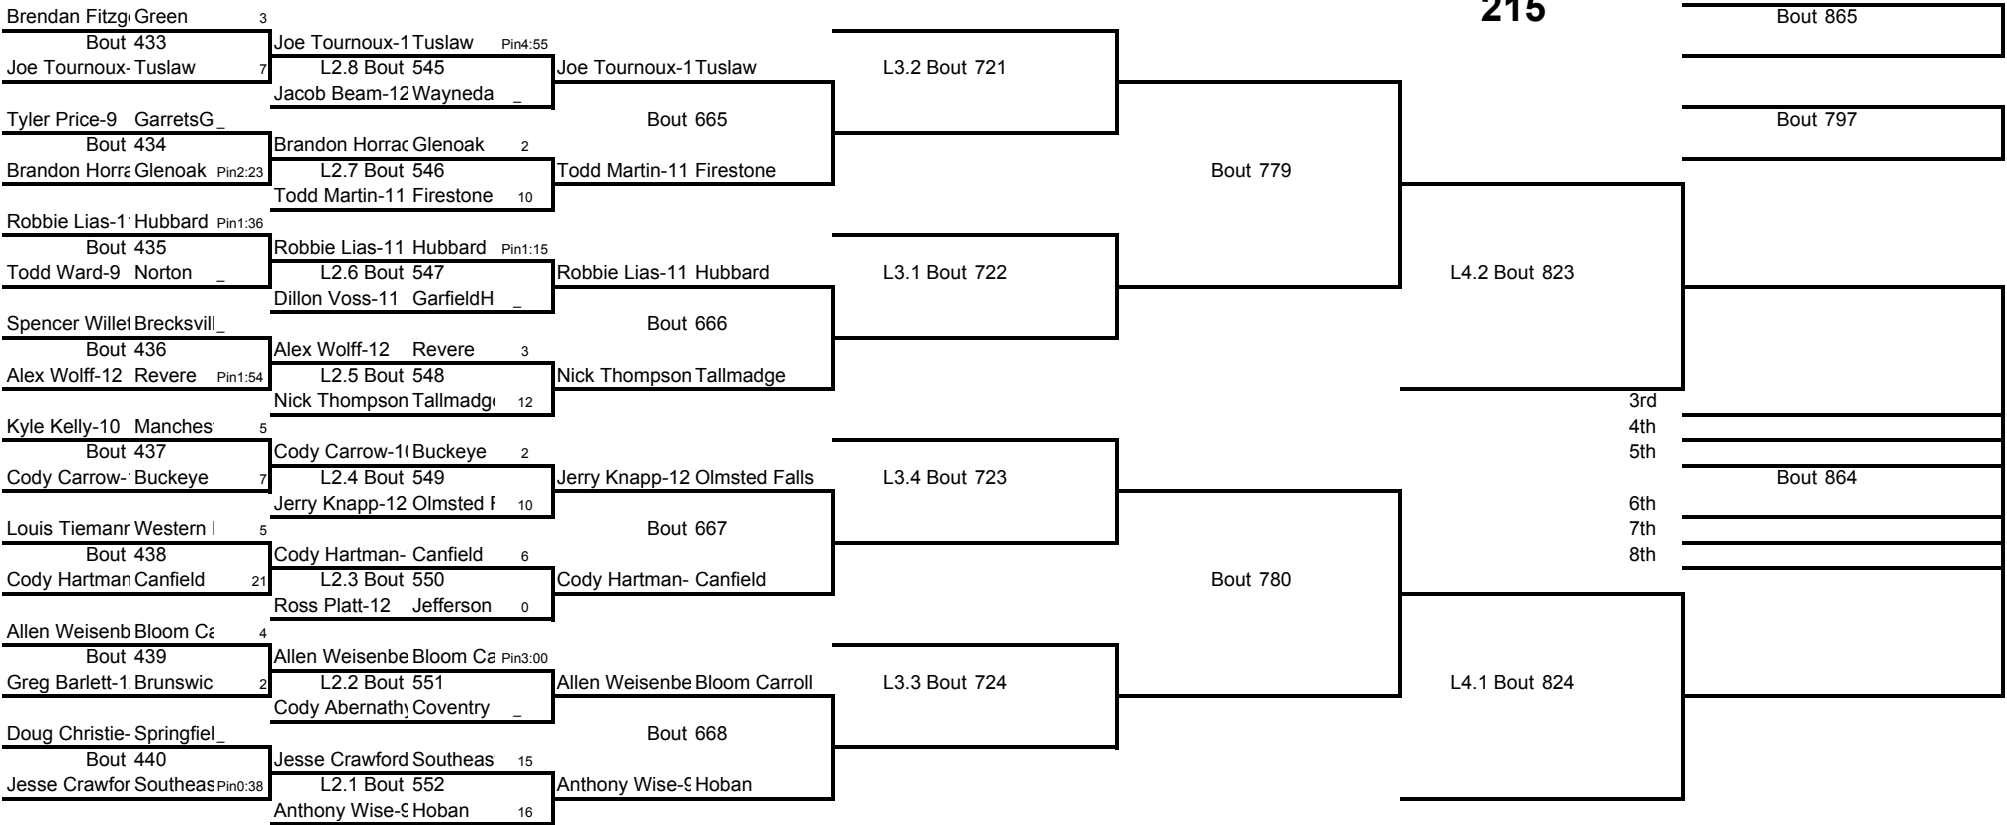 215
Brendan Fitzg Green 3
Bout 865
Bout 433
Joe Tournoux-1 Tuslaw Pin4:55
Joe Tournoux- Tuslaw 7
L2.8 Bout 545
Joe Tournoux-1 Tuslaw
L3.2 Bout 721
Jacob Beam-12 Wayneda _
Tyler Price-9 GarretsG _
Bout 665
Bout 797
Bout 434
Brandon Horrac Glenoak 2
Brandon Horra Glenoak Pin2:23
L2.7 Bout 546
Todd Martin-11 Firestone
Bout 779
Todd Martin-11 Firestone 10
Robbie Lias-1 Hubbard Pin1:36
Bout 435
Robbie Lias-11 Hubbard Pin1:15
Todd Ward-9 Norton _
L2.6 Bout 547
Robbie Lias-11 Hubbard
L3.1 Bout 722
L4.2 Bout 823
Dillon Voss-11 GarfieldH _
Spencer Willet Brecksvill _
Bout 666
Bout 436
Alex Wolff-12 Revere 3
Alex Wolff-12 Revere Pin1:54
L2.5 Bout 548
Nick Thompson Tallmadge
Nick Thompson Tallmadg 12
3rd
Kyle Kelly-10 Manches 5
4th
Bout 437
Cody Carrow-1 Buckeye 2
5th
Cody Carrow- Buckeye 7
L2.4 Bout 549
Jerry Knapp-12 Olmsted Falls
L3.4 Bout 723
Bout 864
Jerry Knapp-12 Olmsted F 10
6th
Louis Tiemann Western 5
Bout 667
7th
Bout 438
Cody Hartman- Canfield 6
8th
Cody Hartman Canfield 21
L2.3 Bout 550
Cody Hartman- Canfield
Bout 780
Ross Platt-12 Jefferson 0
Allen Weisenb Bloom Ca 4
Bout 439
Allen Weisenbe Bloom Ca Pin3:00
Greg Barlett-1 Brunswic 2
L2.2 Bout 551
Allen Weisenbe Bloom Carroll
L3.3 Bout 724
L4.1 Bout 824
Cody Abernathy Coventry _
Doug Christie- Springfiel _
Bout 668
Bout 440
Jesse Crawford Southeas 15
Jesse Crawfor Southeas Pin0:38
L2.1 Bout 552
Anthony Wise-9 Hoban
Anthony Wise-9 Hoban 16